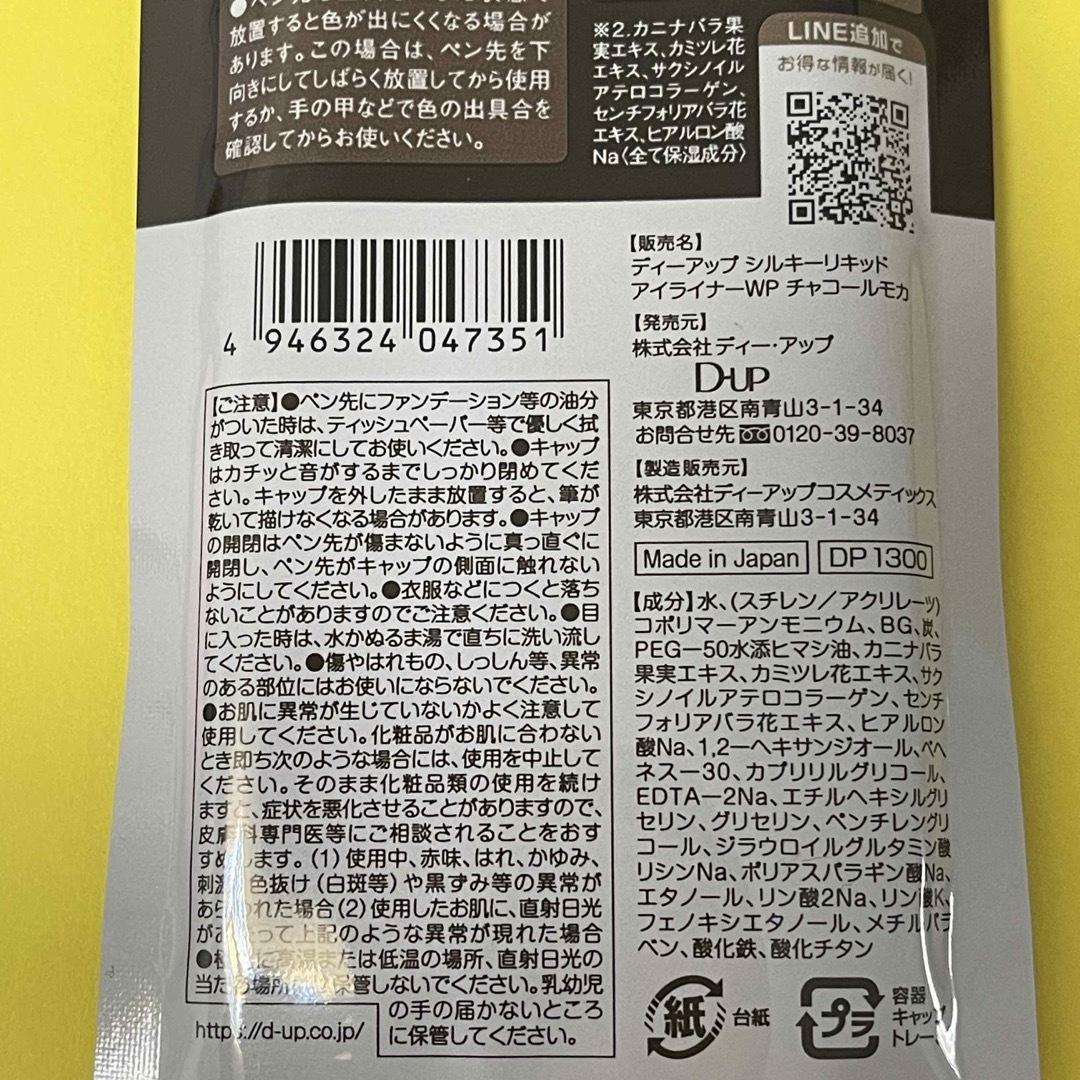 放置すると色が出にくくなる場合が
あります。この場合は、ペン先を下
向きにしてしばらく放置してから使用
するか、手の甲などで色の出具合を
確認してからお使いください。
※2.カニナバラ果
実エキス、カミツレ花
エキス、サクシノイル
アテロコラーゲン、
センチフォリアバラ花
エキス、ヒアルロン酸
Na〈全て保湿成分〉
LINE追加で
お得な情報が届く!
4 946324 047351
【販売名】
ディーアップ シルキーリキッド
アイライナーWP チャコールモカ
【発売元】
株式会社ディー・アップ
D-UP
東京都港区南青山3-1-34
お問合せ先 0120-39-8037
【製造販売元】
株式会社ディーアップコスメティックス
東京都港区南青山3-1-34
Made in Japan DP 1300
【ご注意】●ペン先にファンデーション等の油分
がついた時は、ティッシュペーパー等で優しく拭
き取って清潔にしてお使いください。●キャップ
はカチッと音がするまでしっかり閉めてくだ
さい。キャップを外したまま放置すると、筆が
乾いて描けなくなる場合があります。●キャップ
の開閉はペン先が傷まないように真っ直ぐに
開閉し、ペン先がキャップの側面に触れない
ようにしてください。●衣服などにつくと落ち
ないことがありますのでご注意ください。●目
に入った時は、水かぬるま湯で直ちに洗い流し
てください。●傷やはれもの、しっしん等、異常
のある部位にはお使いにならないでください。
●お肌に異常が生じていないかよく注意して
使用してください。化粧品がお肌に合わない
とき即ち次のような場合には、使用を中止して
ください。そのまま化粧品類の使用を続け
ますと、症状を悪化させることがありますので、
皮膚科専門医等にご相談されることをおす
すめします。(1)使用中、赤味、はれ、かゆみ、
刺激、色抜け(白斑等)や黒ずみ等の異常が
あらわれた場合(2)使用したお肌に、直射日光
があたって上記のような異常が現れた場合
●極端に高温または低温の場所、直射日光の
当たる場所には保管しないでください。乳幼児
の手の届かないところ
に保管してください。
https://d-up.co.jp/
【成分】水、(スチレン/アクリレーツ)
コポリマーアンモニウム、BG、炭、
PEG-50水添ヒマシ油、カニナバラ
果実エキス、カミツレ花エキス、サク
シノイルアテロコラーゲン、センチ
フォリアバラ花エキス、ヒアルロン
酸Na、1,2-ヘキサンジオール、ベヘ
ネス-30、カプリリルグリコール、
EDTA-2Na、エチルヘキシルグリ
セリン、グリセリン、ペンチレングリ
コール、ジラウロイルグルタミン酸
リシンNa、ポリアスパラギン酸Na、
エタノール、リン酸2Na、リン酸K、
フェノキシエタノール、メチルパラ
ベン、酸化鉄、酸化チタン
紙 台紙
プラ 容器
キャップ
トレー